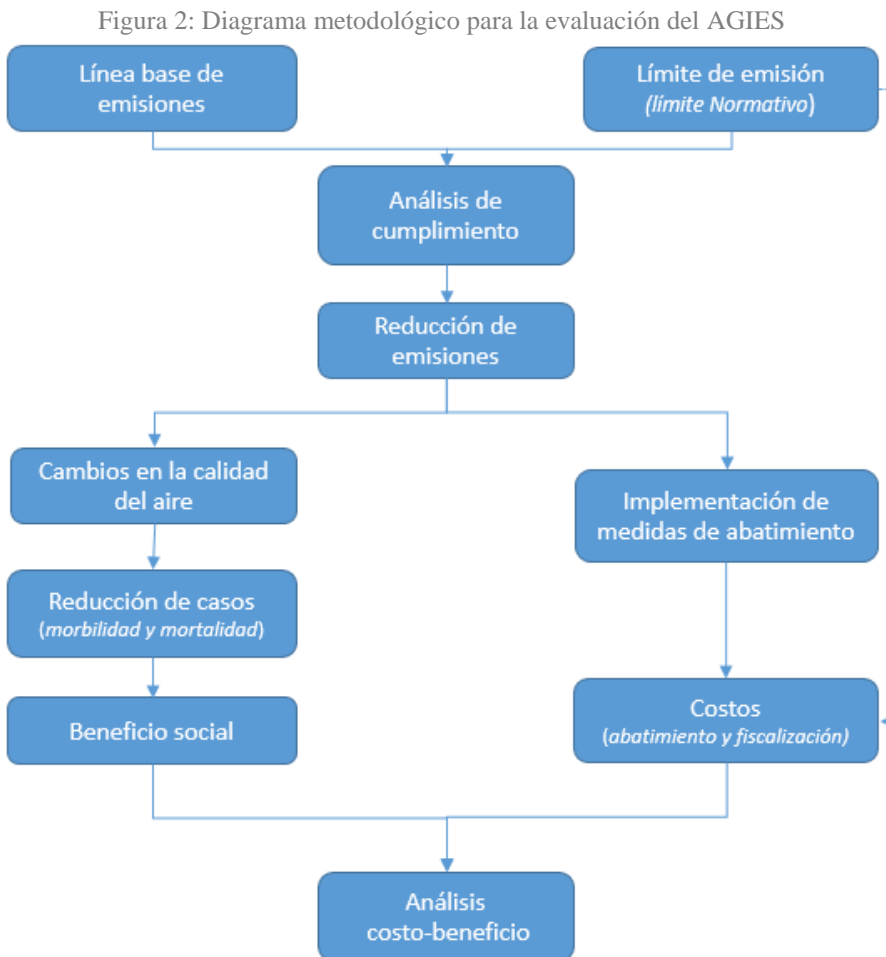 Figura 2: Diagrama metodológico para la evaluación del AGIES
Línea base de
emisiones
Límite de emisión
(límite Normativo)
Análisis de
cumplimiento
Reducción de
emisiones
Cambios en la calidad
del aire
Implementación de
medidas de abatimiento
Reducción de casos
(morbilidad y mortalidad)
Beneficio social
Costos
(abatimiento y fiscalización)
Análisis
costo-beneficio